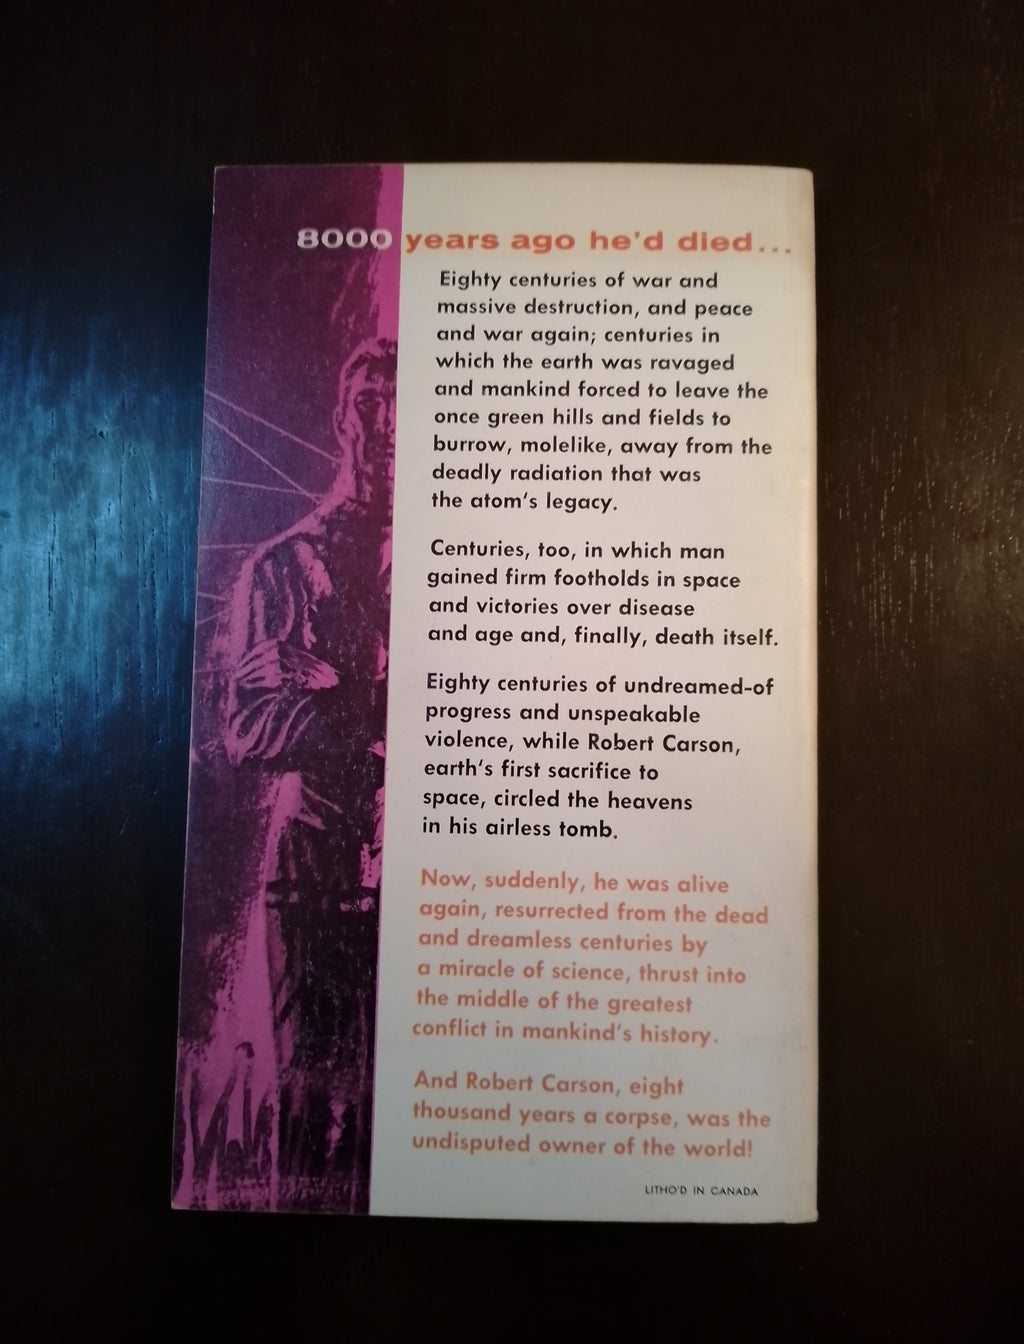 8000 years ago he'd died...
Eighty centuries of war and
massive destruction, and peace
and war again; centuries in
which the earth was ravaged
and mankind forced to leave the
once green hills and fields to
burrow, molelike, away from the
deadly radiation that was
the atom's legacy.
Centuries, too, in which man
gained firm footholds in space
and victories over disease
and age and, finally, death itself.
Eighty centuries of undreamed-of
progress and unspeakable
violence, while Robert Carson,
earth's first sacrifice to
space, circled the heavens
in his airless tomb.
Now, suddenly, he was alive
again, resurrected from the dead
and dreamless centuries by
a miracle of science, thrust into
the middle of the greatest
conflict in mankind's history.
And Robert Carson, eight
thousand years a corpse, was the
undisputed owner of the world!
LITHO'D IN CANADA